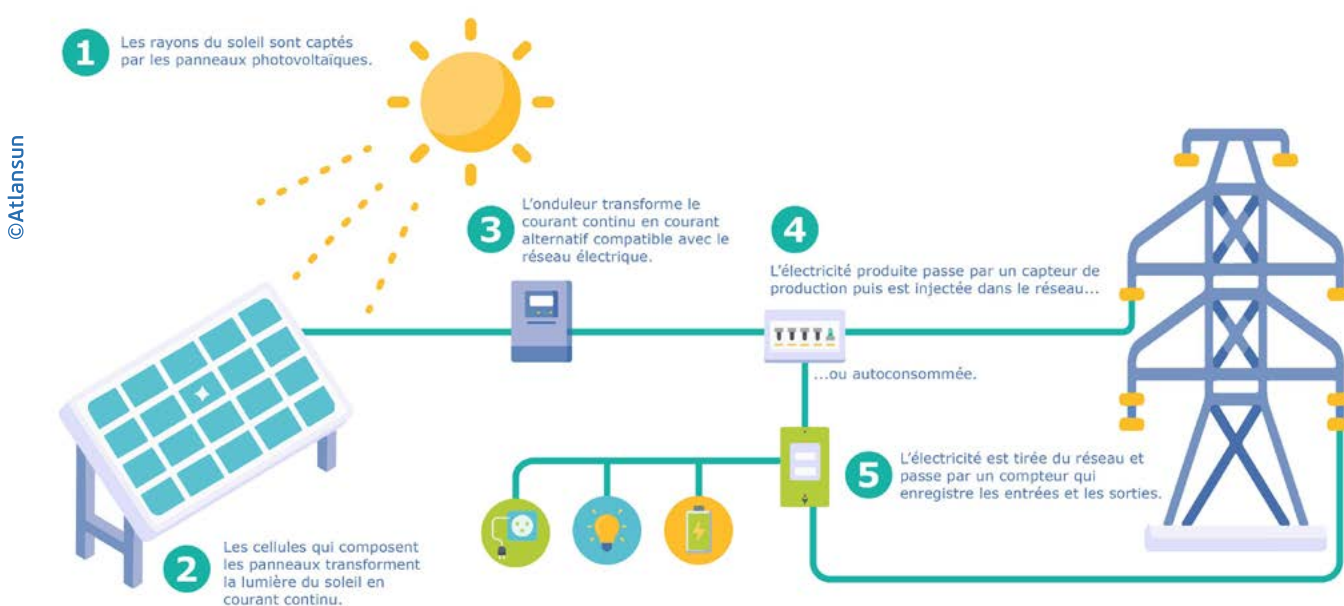 ©Atlansun
1
Les rayons du soleil sont captés
par les panneaux photovoltaïques.
2
Les cellules qui composent
les panneaux transforment
la lumière du soleil en
courant continu.
3
L'onduleur transforme le
courant continu en courant
alternatif compatible avec le
réseau électrique.
4
L'électricité produite passe par un capteur de
production puis est injectée dans le réseau...
...ou autoconsommée.
5
L'électricité est tirée du réseau et
passe par un compteur qui
enregistre les entrées et les sorties.